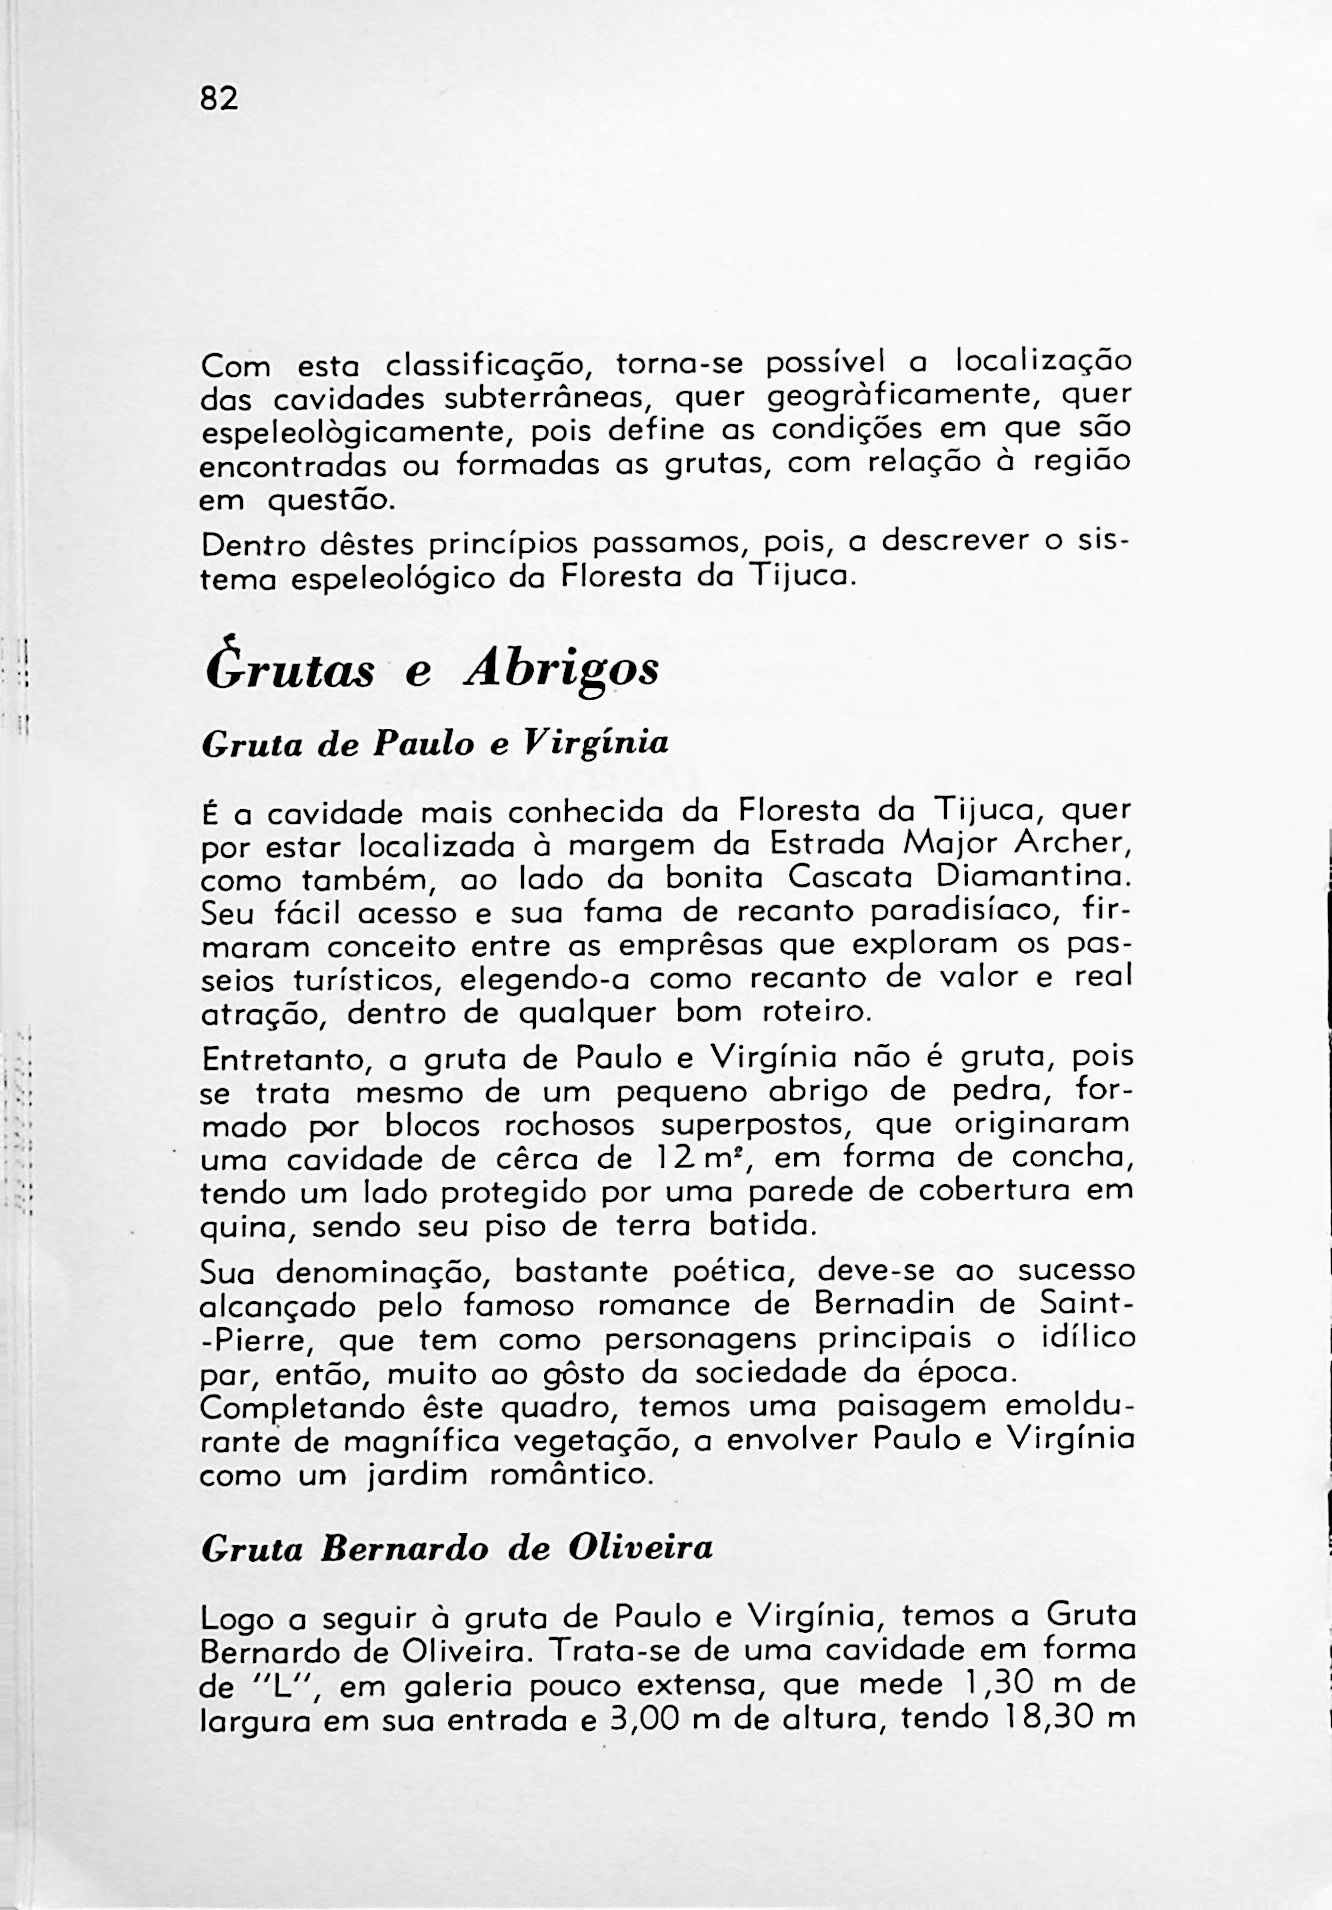 82
Com esta classificação, torna-se possível a localização
das cavidades subterrâneas, quer geogràficamente, quer
espeleològicamente, pois define as condições em que são
encontradas ou formadas as grutas, com relação à região
em questão.
Dentro dêstes princípios passamos, pois, a descrever o sis-
tema espeleológico da Floresta da Tijuca.
Grutas e Abrigos
Gruta de Paulo e Virgínia
É a cavidade mais conhecida da Floresta da Tijuca, quer
por estar localizada à margem da Estrada Major Archer,
como também, ao lado da bonita Cascata Diamantina.
Seu fácil acesso e sua fama de recanto paradisíaco, fir-
maram conceito entre as emprêsas que exploram os pas-
seios turísticos, elegendo-a como recanto de valor e real
atração, dentro de qualquer bom roteiro.
Entretanto, a gruta de Paulo e Virgínia não é gruta, pois
se trata mesmo de um pequeno abrigo de pedra, for-
mado por blocos rochosos superpostos, que originaram
uma cavidade de cêrca de 12 m², em forma de concha,
tendo um lado protegido por uma parede de cobertura em
quina, sendo seu piso de terra batida.
Sua denominação, bastante poética, deve-se ao sucesso
alcançado pelo famoso romance de Bernadin de Saint-
-Pierre, que tem como personagens principais o idílico
par, então, muito ao gôsto da sociedade da época.
Completando êste quadro, temos uma paisagem emoldu-
rante de magnífica vegetação, a envolver Paulo e Virgínia
como um jardim romântico.
Gruta Bernardo de Oliveira
Logo a seguir à gruta de Paulo e Virgínia, temos a Gruta
Bernardo de Oliveira. Trata-se de uma cavidade em forma
de "L", em galeria pouco extensa, que mede 1,30 m de
largura em sua entrada e 3,00 m de altura, tendo 18,30 m